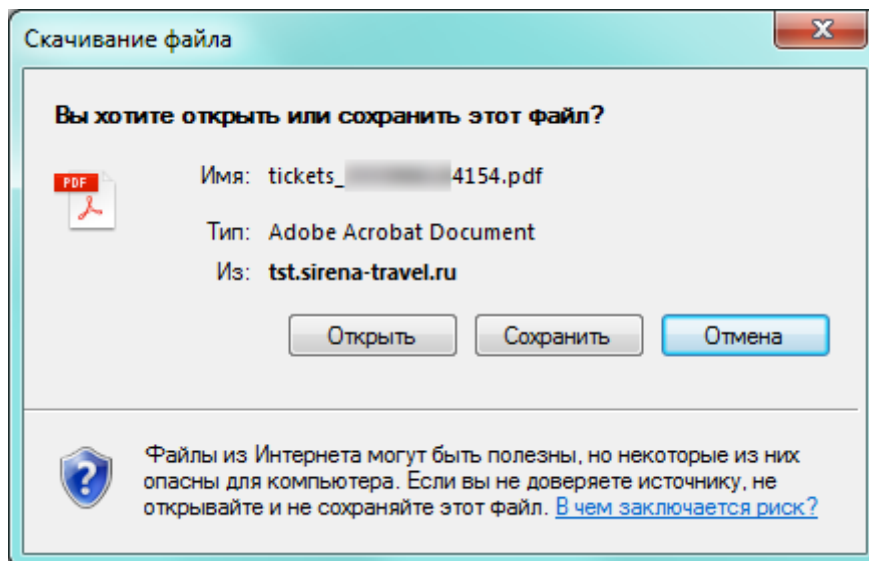 Скачивание файла
Вы хотите открыть или сохранить этот файл?
PDF
Имя: tickets_ 4154.pdf
Тип: Adobe Acrobat Document
Из: tst.sirena-travel.ru
Открыть Сохранить Отмена
Файлы из Интернета могут быть полезны, но некоторые из них
опасны для компьютера. Если вы не доверяете источнику, не
открывайте и не сохраняйте этот файл. В чем заключается риск?